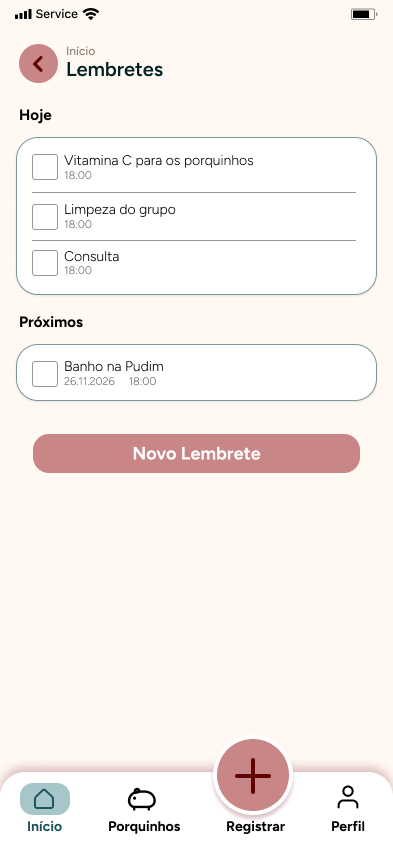 Service
Início
Lembretes
Hoje
Vitamina C para os porquinhos
18:00
Limpeza do grupo
18:00
Consulta
18:00
Próximos
Banho na Pudim
26.11.2026 18:00
Novo Lembrete
Início Porquinhos Registrar Perfil